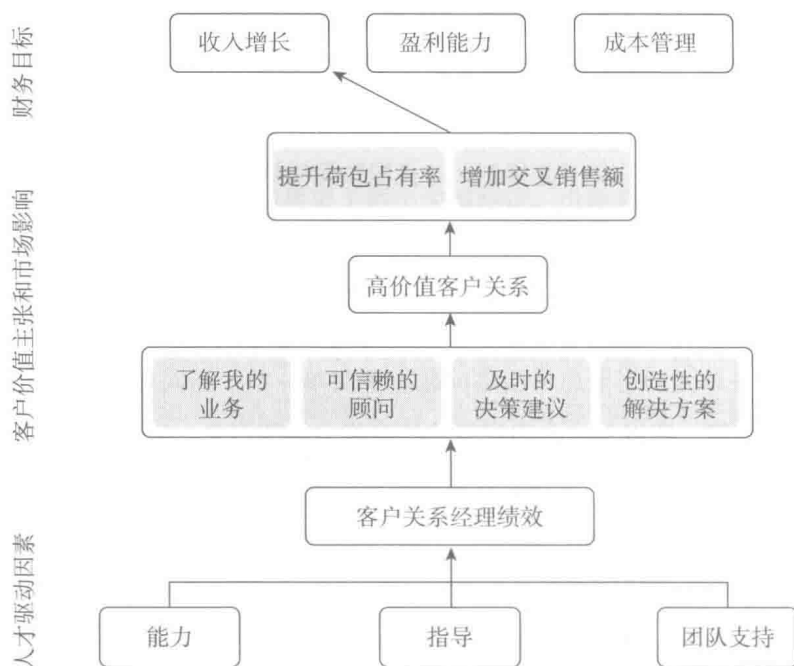 财务目标
收入增长
盈利能力
成本管理
客户价值主张和市场影响
提升荷包占有率
增加交叉销售额
高价值客户关系
了解我的
业务
可信赖的
顾问
及时的
决策建议
创造性的
解决方案
人才驱动因素
客户关系经理绩效
能力
指导
团队支持